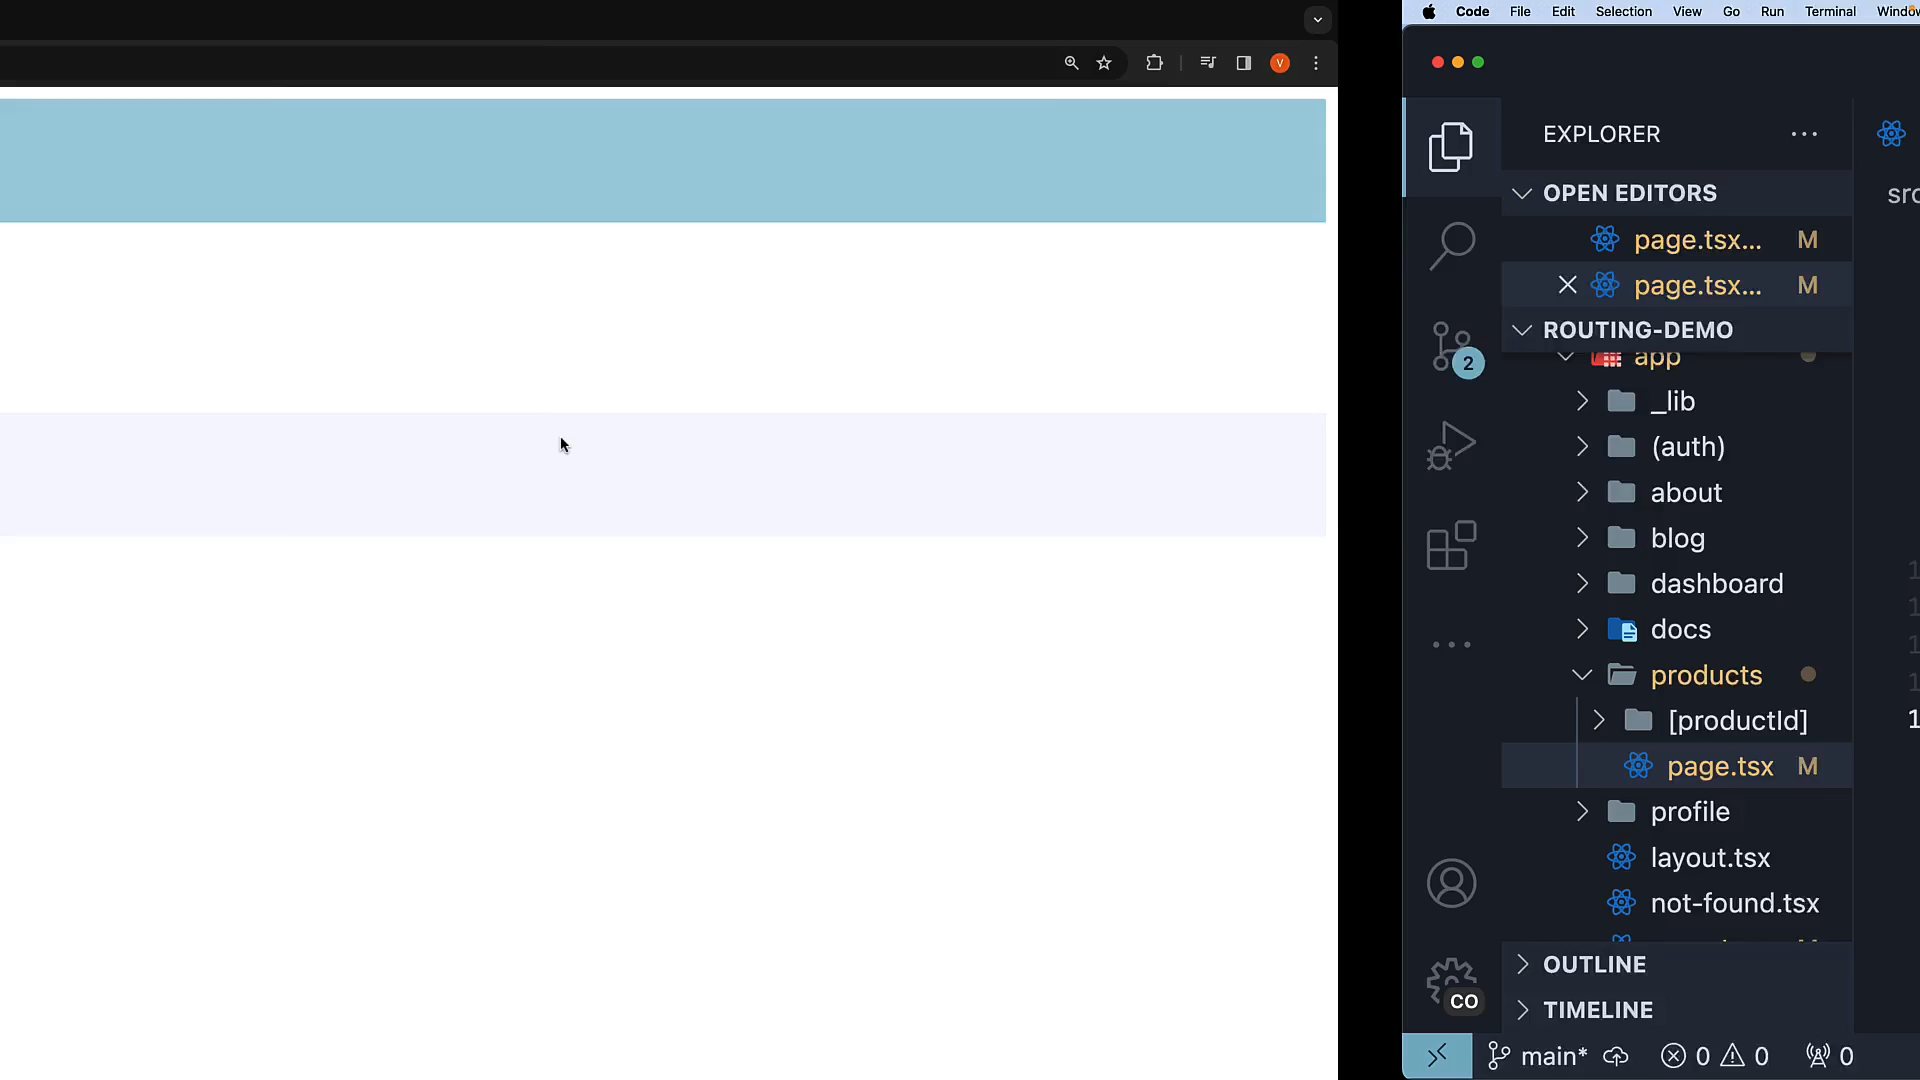 Code File Edit Selection View Go Run Terminal
V
EXPLORER
OPEN EDITORS
page.tsx... M
page.tsx... M
ROUTING-DEMO
2
app
_lib
(auth)
about
blog
dashboard
docs
products
[productId]
page.tsx M
profile
layout.tsx
not-found.tsx
OUTLINE
CO
TIMELINE
main* 0 0 0